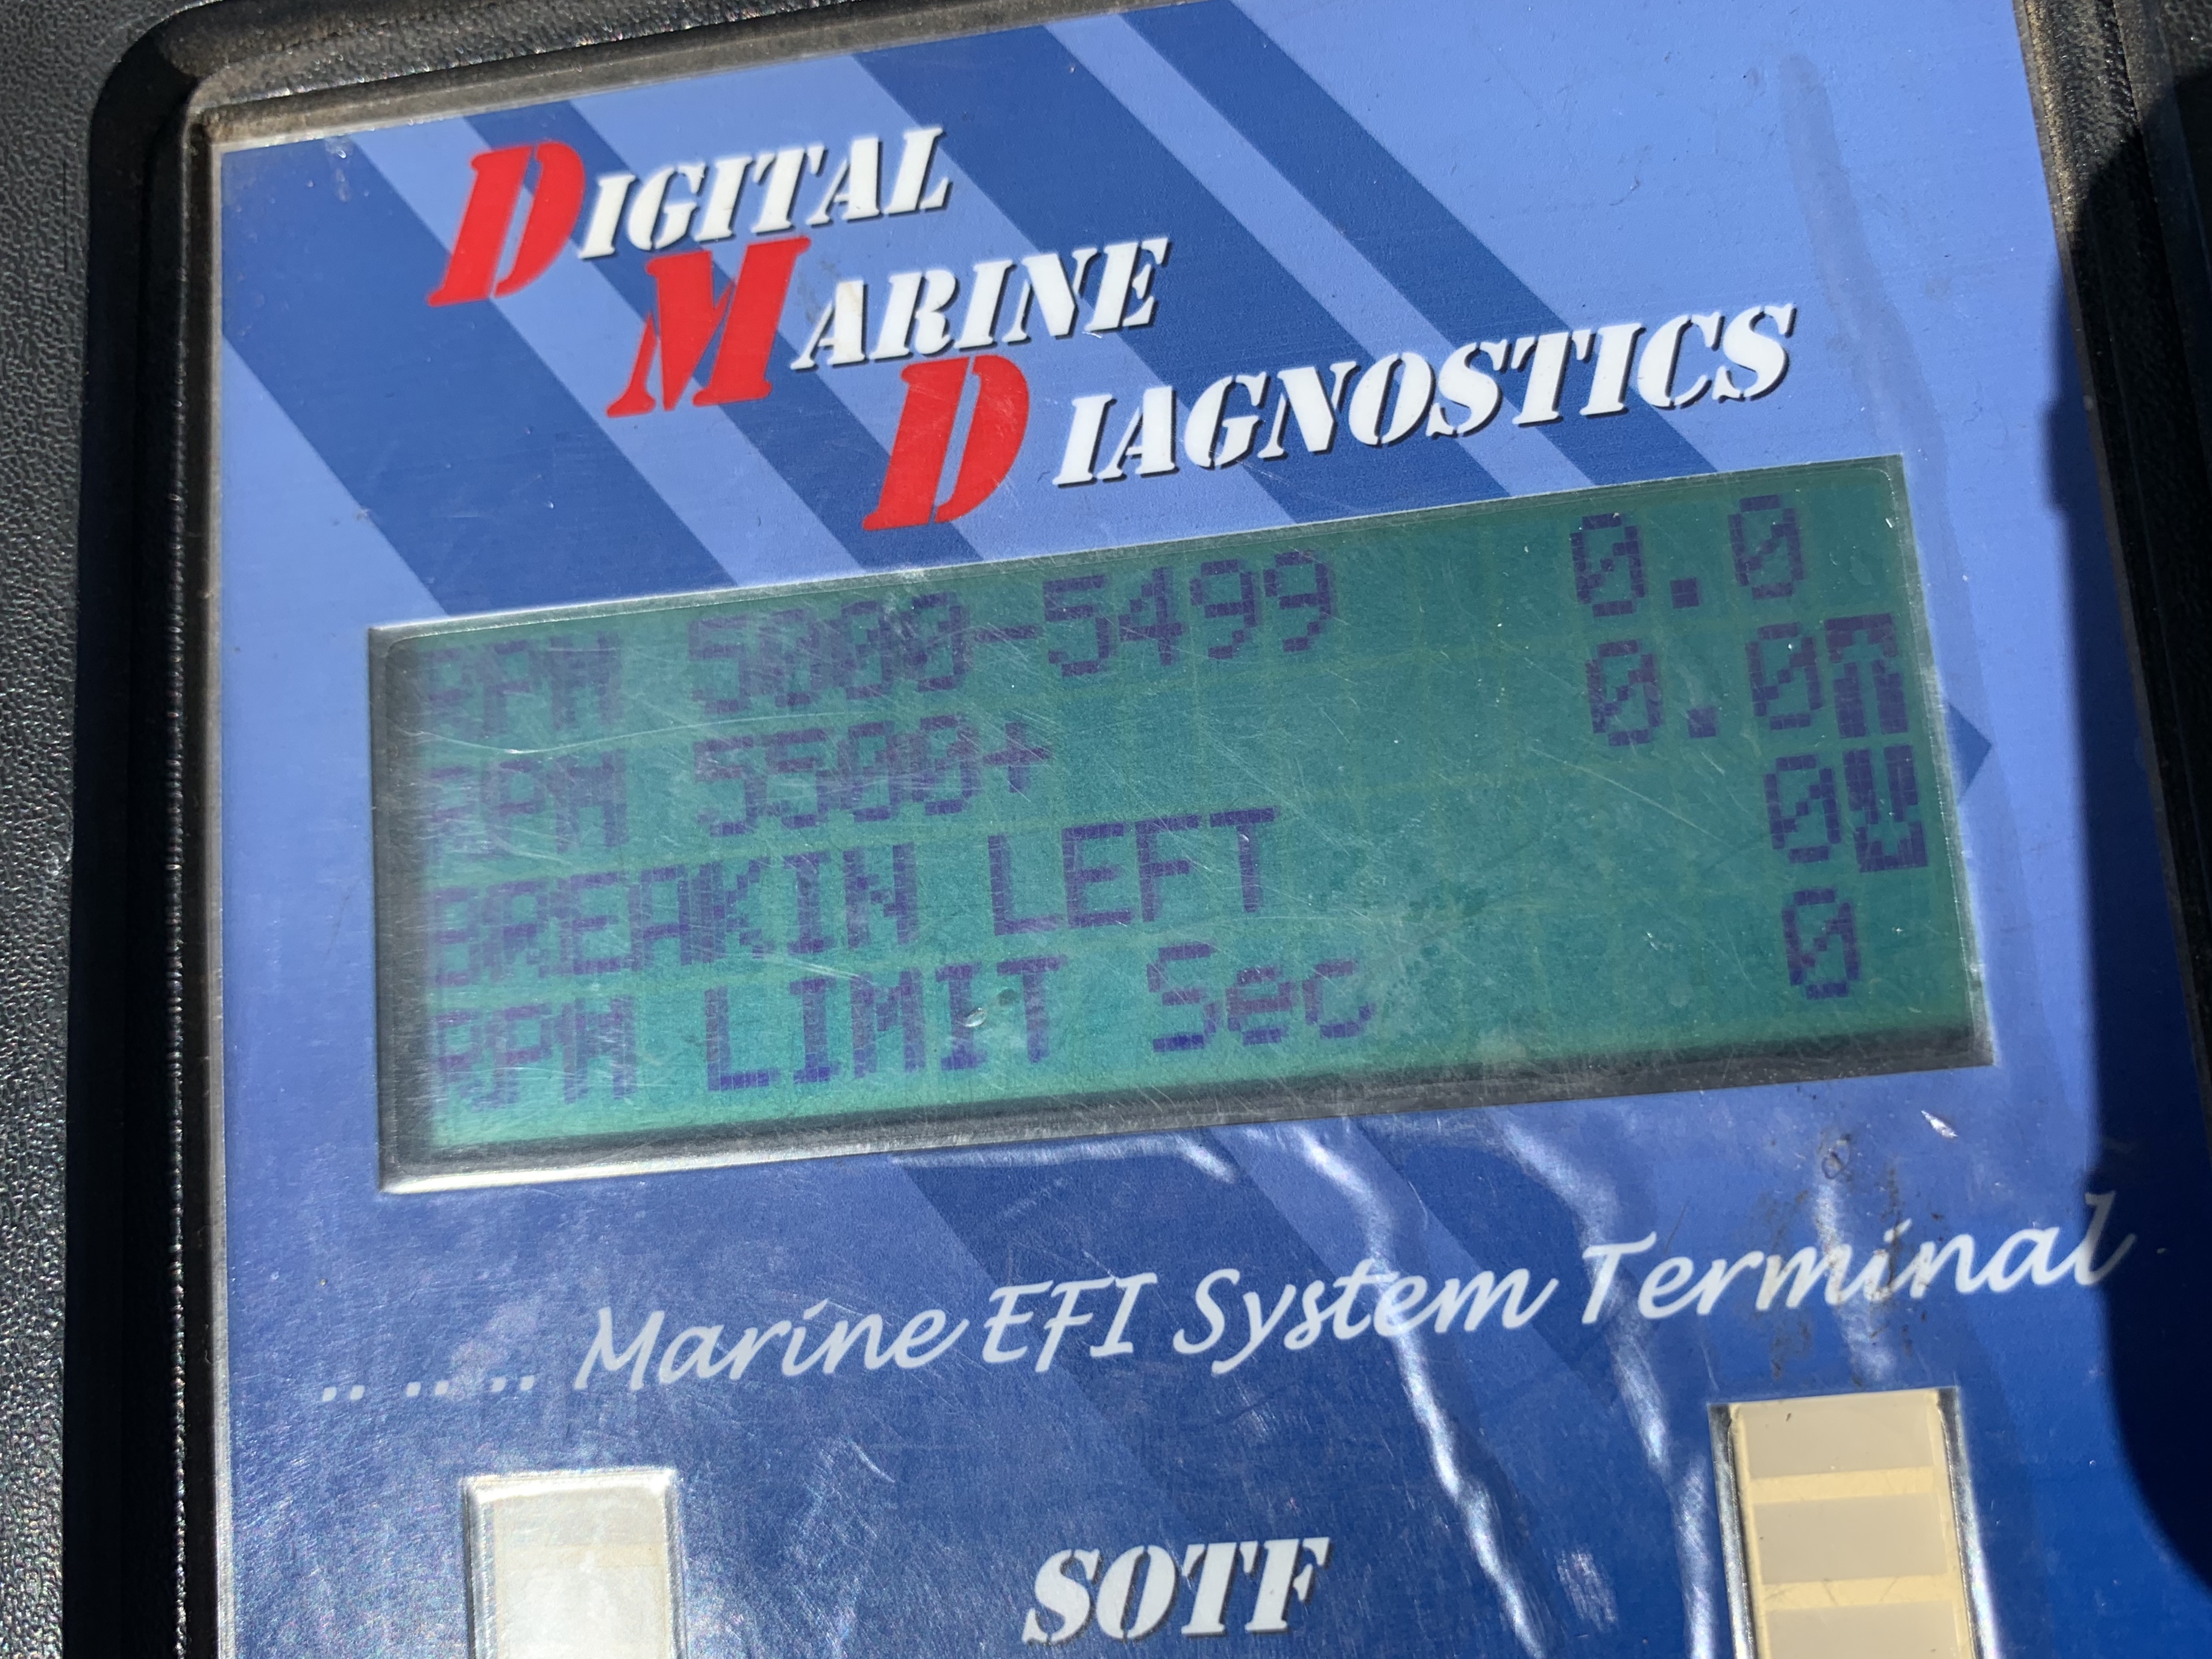 DIGITAL
MARINE
DIAGNOSTICS
RPM 5000-5499 0.0
RPM 5500+ 0.0
BREAKIN LEFT 0
RPM LIMIT Sec 0
.. .. .. Marine EFI System Terminal
SOTF